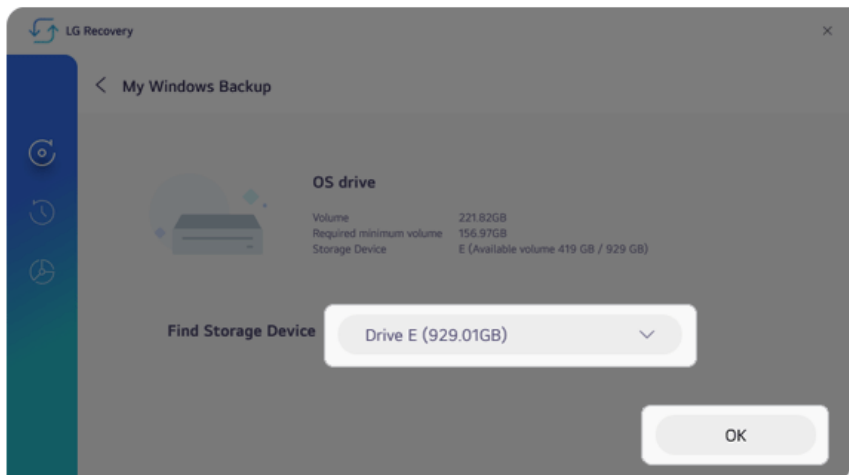 LG Recovery
My Windows Backup
OS drive
Volume 221.82GB
Required minimum volume 156.97GB
Storage Device E (Available volume 419 GB / 929 GB)
Find Storage Device Drive E (929.01GB)
OK